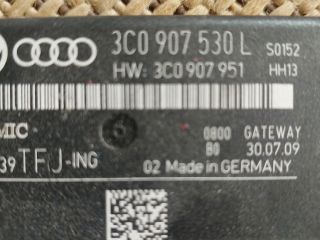 3C0 907 530 L S0152
HW: 3C0 907 951 HH13
MIC
0800 GATEWAY
80 30.07.09
39TFJ-ING
02 Made in GERMANY